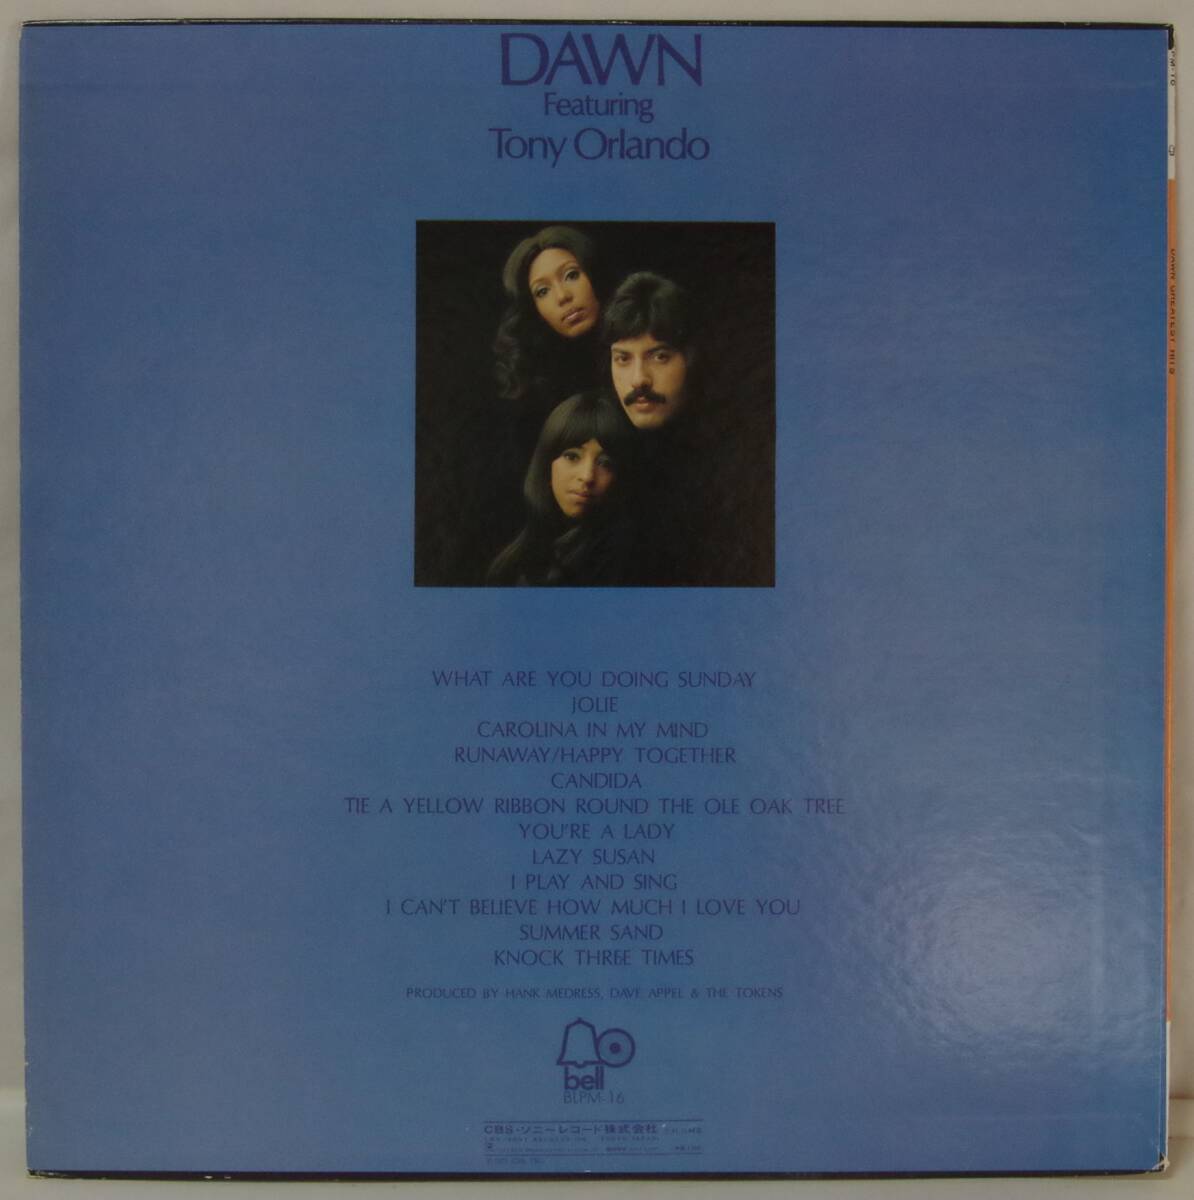 DAWN
Featuring
Tony Orlando
WHAT ARE YOU DOING SUNDAY
JOLIE
CAROLINA IN MY MIND
RUNAWAY/HAPPY TOGETHER
CANDIDA
TIE A YELLOW RIBBON ROUND THE OLE OAK TREE
YOU'RE A LADY
LAZY SUSAN
I PLAY AND SING
I CAN'T BELIEVE HOW MUCH I LOVE YOU
SUMMER SAND
KNOCK THREE TIMES
PRODUCED BY HANK MEDRESS, DAVE APPEL & THE TOKENS
bell
BLPM-16
CBS・ソニーレコード株式会社
DAWN GREATEST HITS